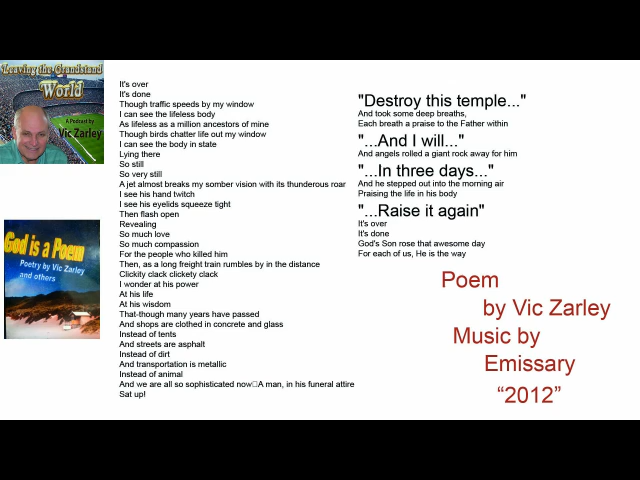 Leaving the Grandstand
World
A Podcast by
Vic Zarley
God is a Poem
Poetry by Vic Zarley
and others
It's over
It's done
Though traffic speeds by my window
I can see the lifeless body
As lifeless as a million ancestors of mine
Though birds chatter life out my window
I can see the body in state
Lying there
So still
So very still
A jet almost breaks my somber vision with its thunderous roar
I see his hand twitch
I see his eyelids squeeze tight
Then flash open
Revealing
So much love
So much compassion
For the people who killed him
Then, as a long freight train rumbles by in the distance
Clickity clack clickety clack
I wonder at his power
At his life
At his wisdom
That-though many years have passed
And shops are clothed in concrete and glass
Instead of tents
And streets are asphalt
Instead of dirt
And transportation is metallic
Instead of animal
And we are all so sophisticated now□A man, in his funeral attire
Sat up!
"Destroy this temple..."
And took some deep breaths,
Each breath a praise to the Father within
"...And I will..."
And angels rolled a giant rock away for him
"...In three days..."
And he stepped out into the morning air
Praising the life in his body
"...Raise it again"
It's over
It's done
God's Son rose that awesome day
For each of us, He is the way
Poem
by Vic Zarley
Music by
Emissary
“2012”